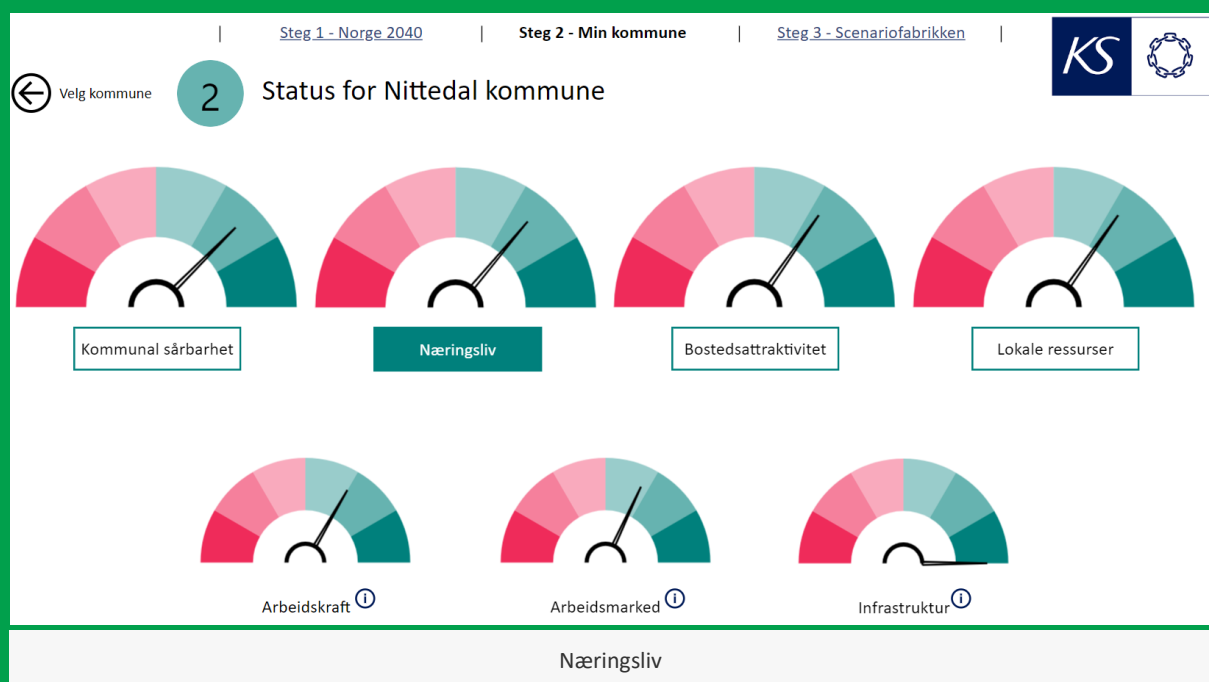 | Steg 1 - Norge 2040 | Steg 2 - Min kommune | Steg 3 - Scenariofabrikken |
KS
Velg kommune
2
Status for Nittedal kommune
Kommunal sårbarhet
Næringsliv
Bostedsattraktivitet
Lokale ressurser
Arbeidskraft i
Arbeidsmarked i
Infrastruktur i
Næringsliv